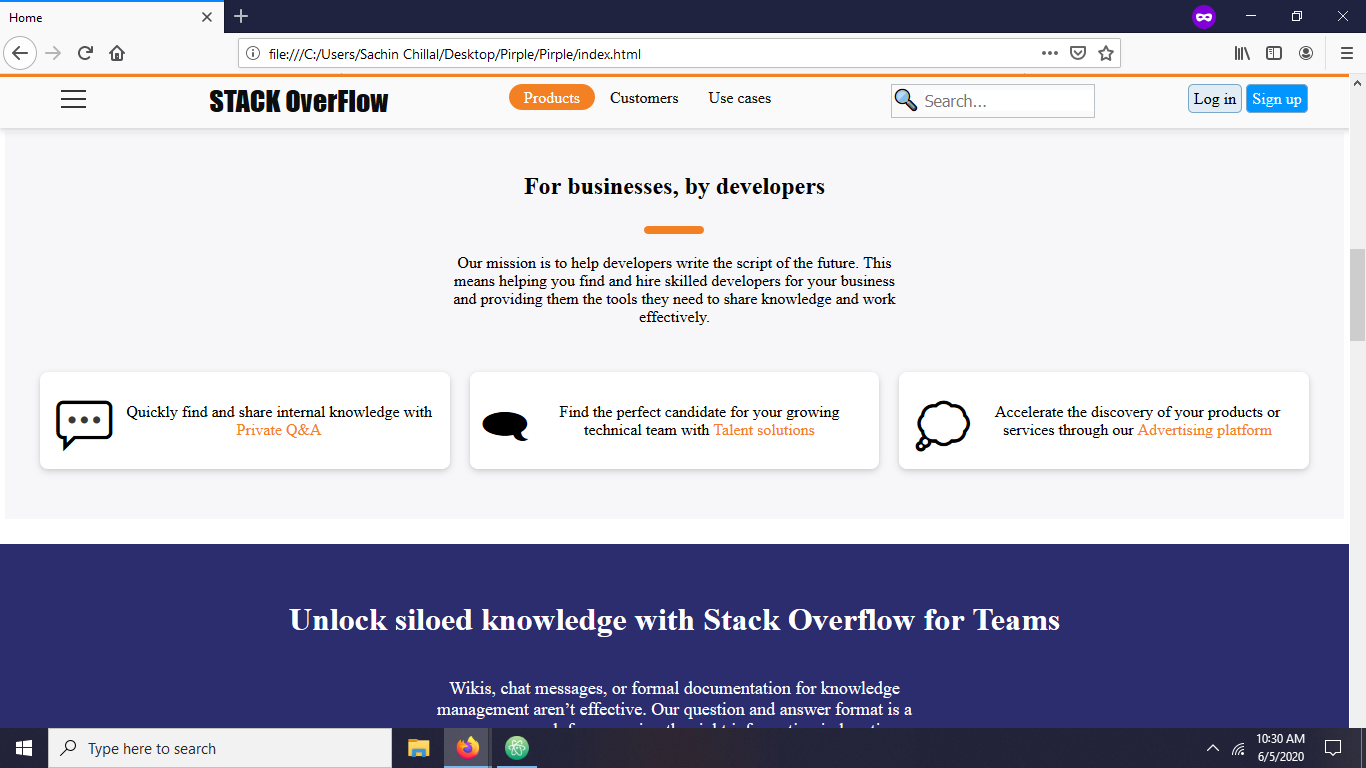 Home
file:///C:/Users/Sachin Chillal/Desktop/Pirple/Pirple/index.html
STACK OverFlow
Products
Customers
Use cases
Search...
Log in
Sign up
For businesses, by developers
Our mission is to help developers write the script of the future. This
means helping you find and hire skilled developers for your business
and providing them the tools they need to share knowledge and work
effectively.
Quickly find and share internal knowledge with
Private Q&A
Find the perfect candidate for your growing
technical team with Talent solutions
Accelerate the discovery of your products or
services through our Advertising platform
Unlock siloed knowledge with Stack Overflow for Teams
Wikis, chat messages, or formal documentation for knowledge
management aren’t effective. Our question and answer format is a
Type here to search
10:30 AM
6/5/2020